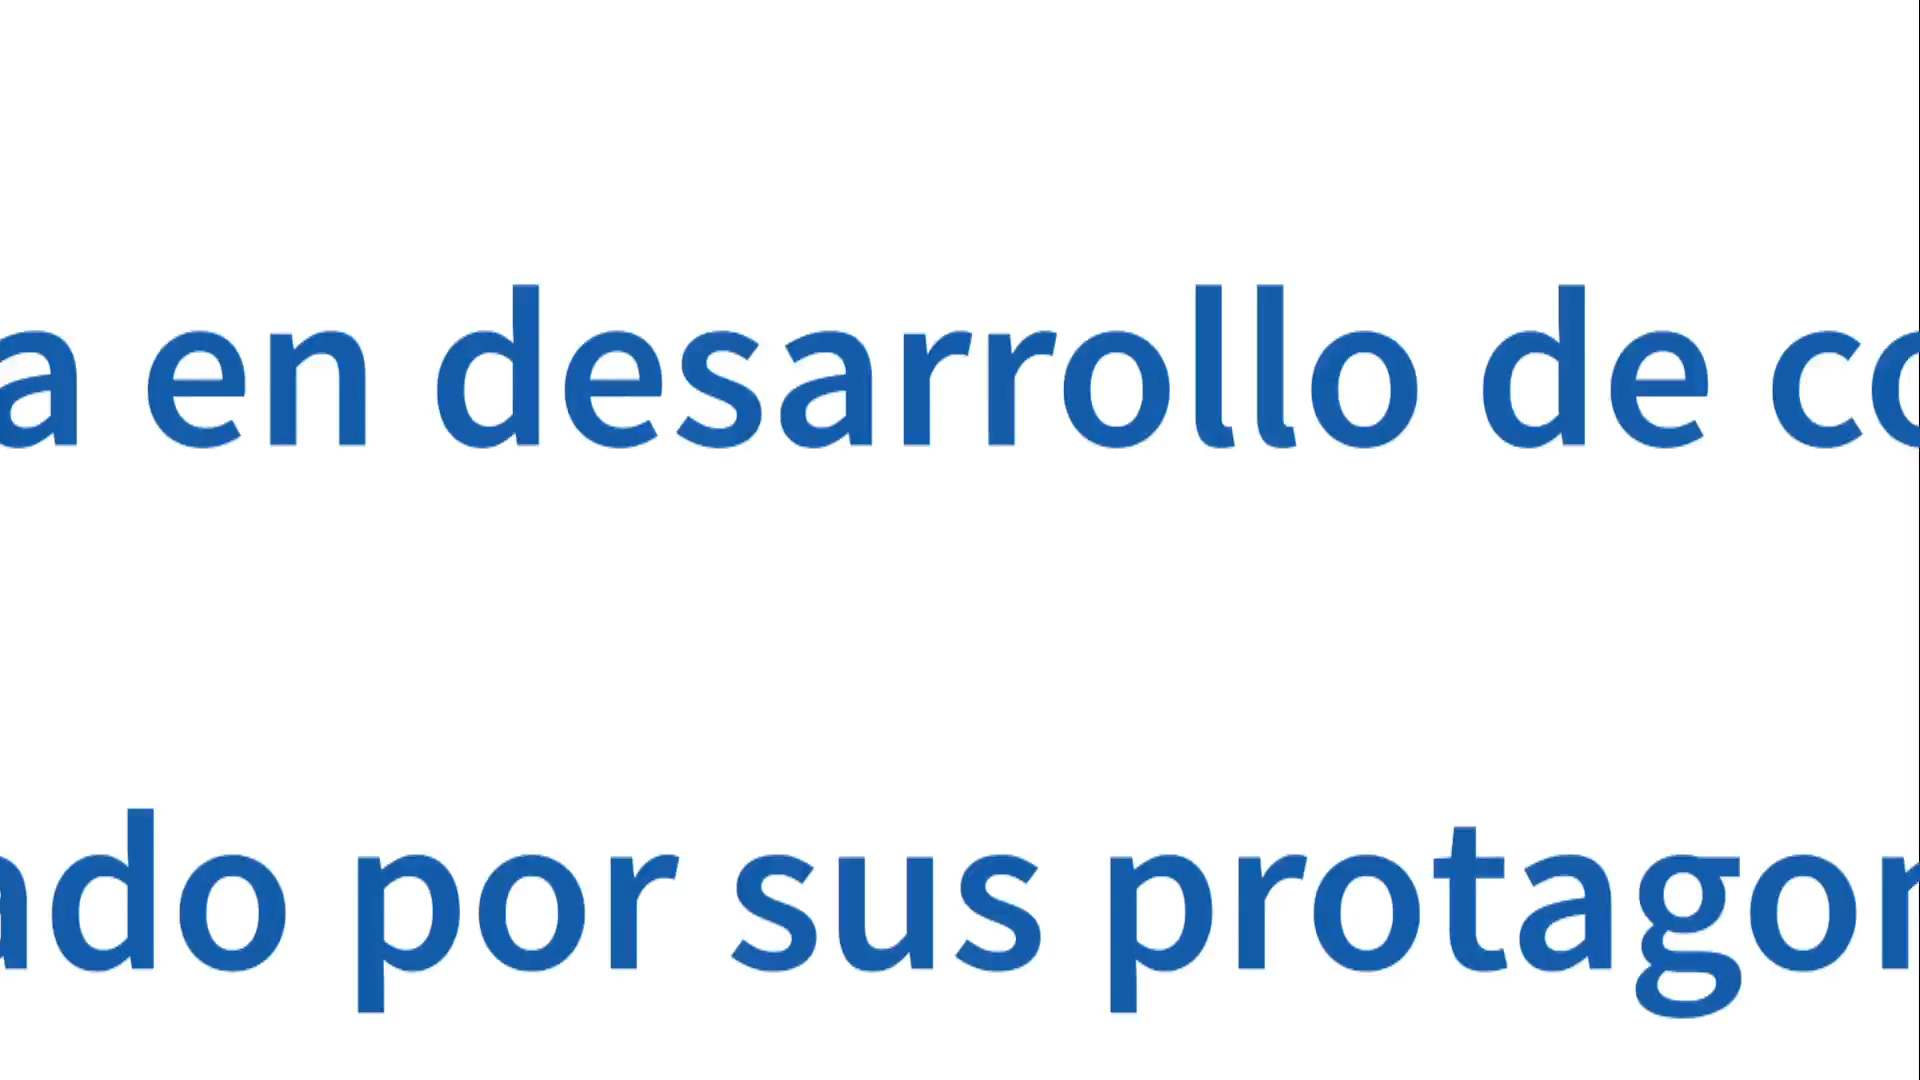 a en desarrollo de co
ado por sus protagon